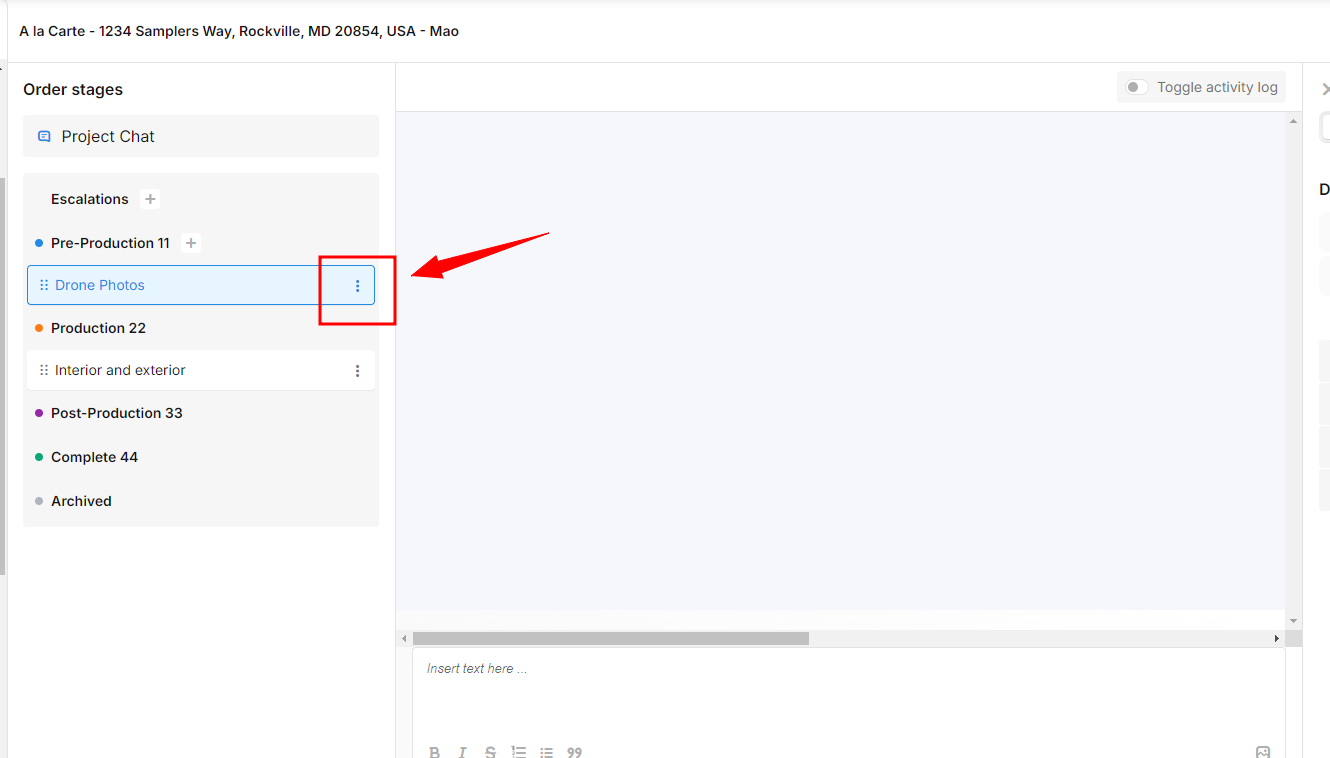 A la Carte - 1234 Samplers Way, Rockville, MD 20854, USA - Mao
Order stages
Toggle activity log
Project Chat
Escalations
Pre-Production 11
Drone Photos
Production 22
Interior and exterior
Post-Production 33
Complete 44
Archived
D
Insert text here ...